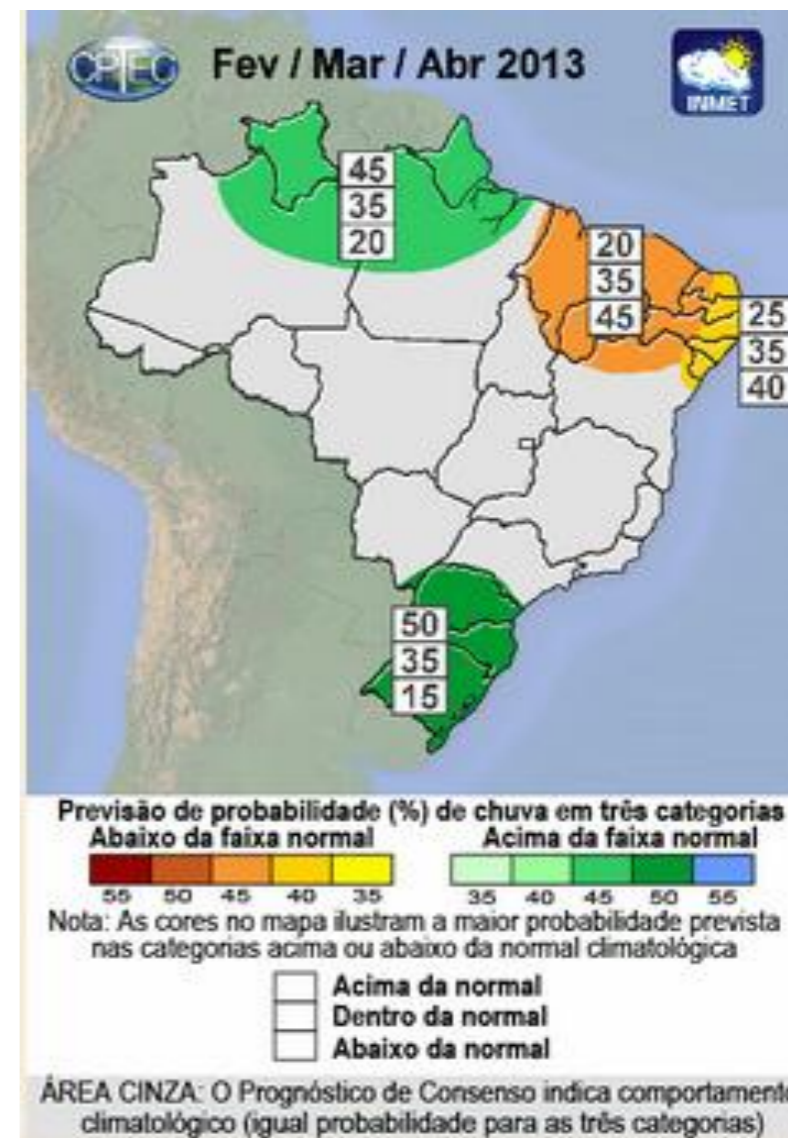 CPTEC
Fev / Mar / Abr 2013
INMET
45
35
20
20
35
45
25
35
40
50
35
15
Previsão de probabilidade (%) de chuva em três categorias
Abaixo da faixa normal
Acima da faixa normal
55 50 45 40 35
35 40 45 50 55
Nota: As cores no mapa ilustram a maior probabilidade prevista
nas categorias acima ou abaixo da normal climatológica
Acima da normal
Dentro da normal
Abaixo da normal
ÁREA CINZA: O Prognóstico de Consenso indica comportamento
climatológico (igual probabilidade para as três categorias)